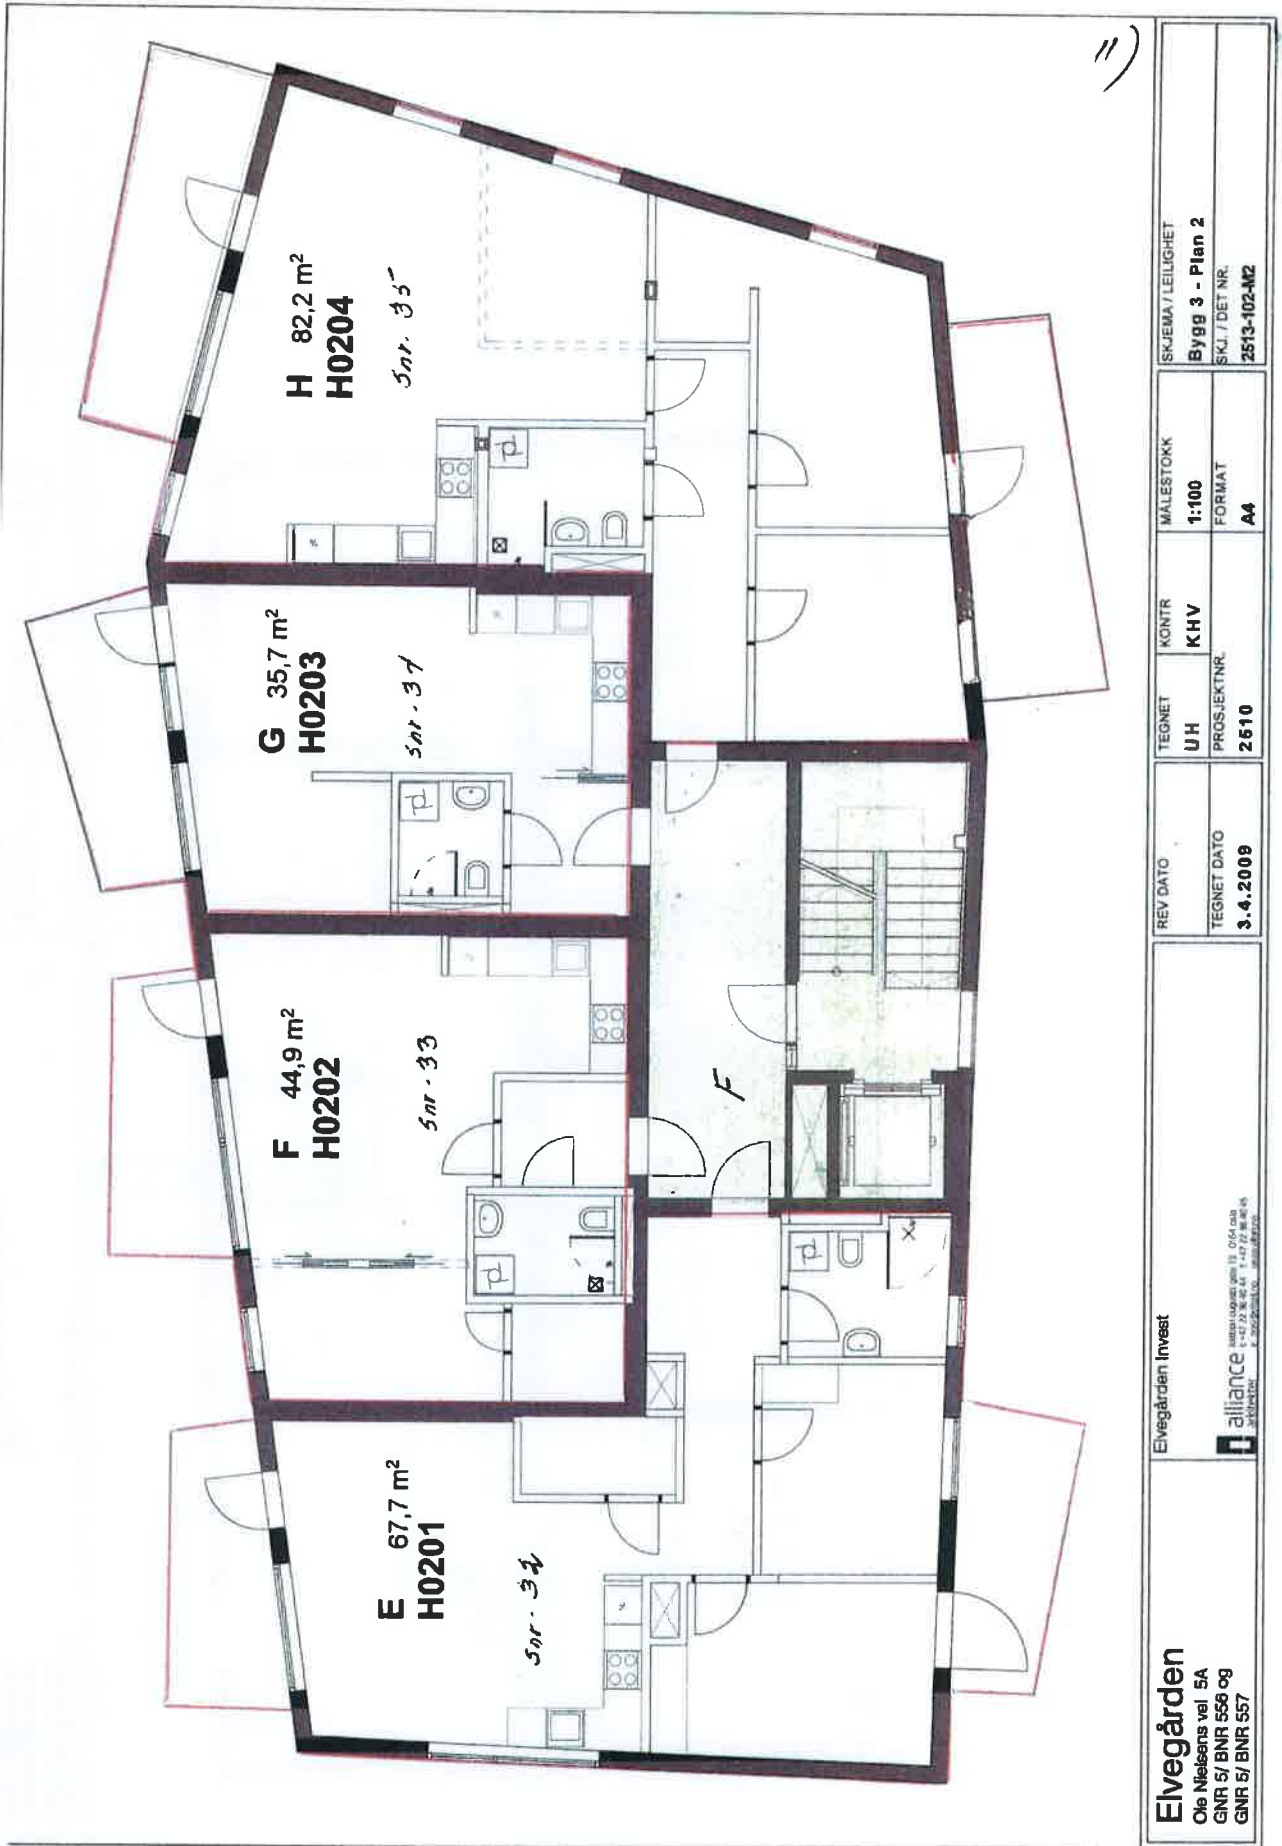 11)
H 82,2 m²
H0204
Snr. 35
G 35,7 m²
H0203
Snr - 34
F 44,9 m²
H0202
Snr - 33
E 67,7 m²
H0201
Snr - 32
F
Elvegården
Ole Nielsens vei 5A
GNR 5/ BNR 556 og
GNR 5/ BNR 557
Elvegården Invest
alliance
arkitekter
REV DATO
TEGNET DATO
3.4.2009
TEGNET
UH
KONTR
KHV
PROSJEKTNR.
2510
MÅLESTOKK
1:100
FORMAT
A4
SKJEMA / LEILIGHET
Bygg 3 - Plan 2
SKJ. / DET NR.
2513-102-M2